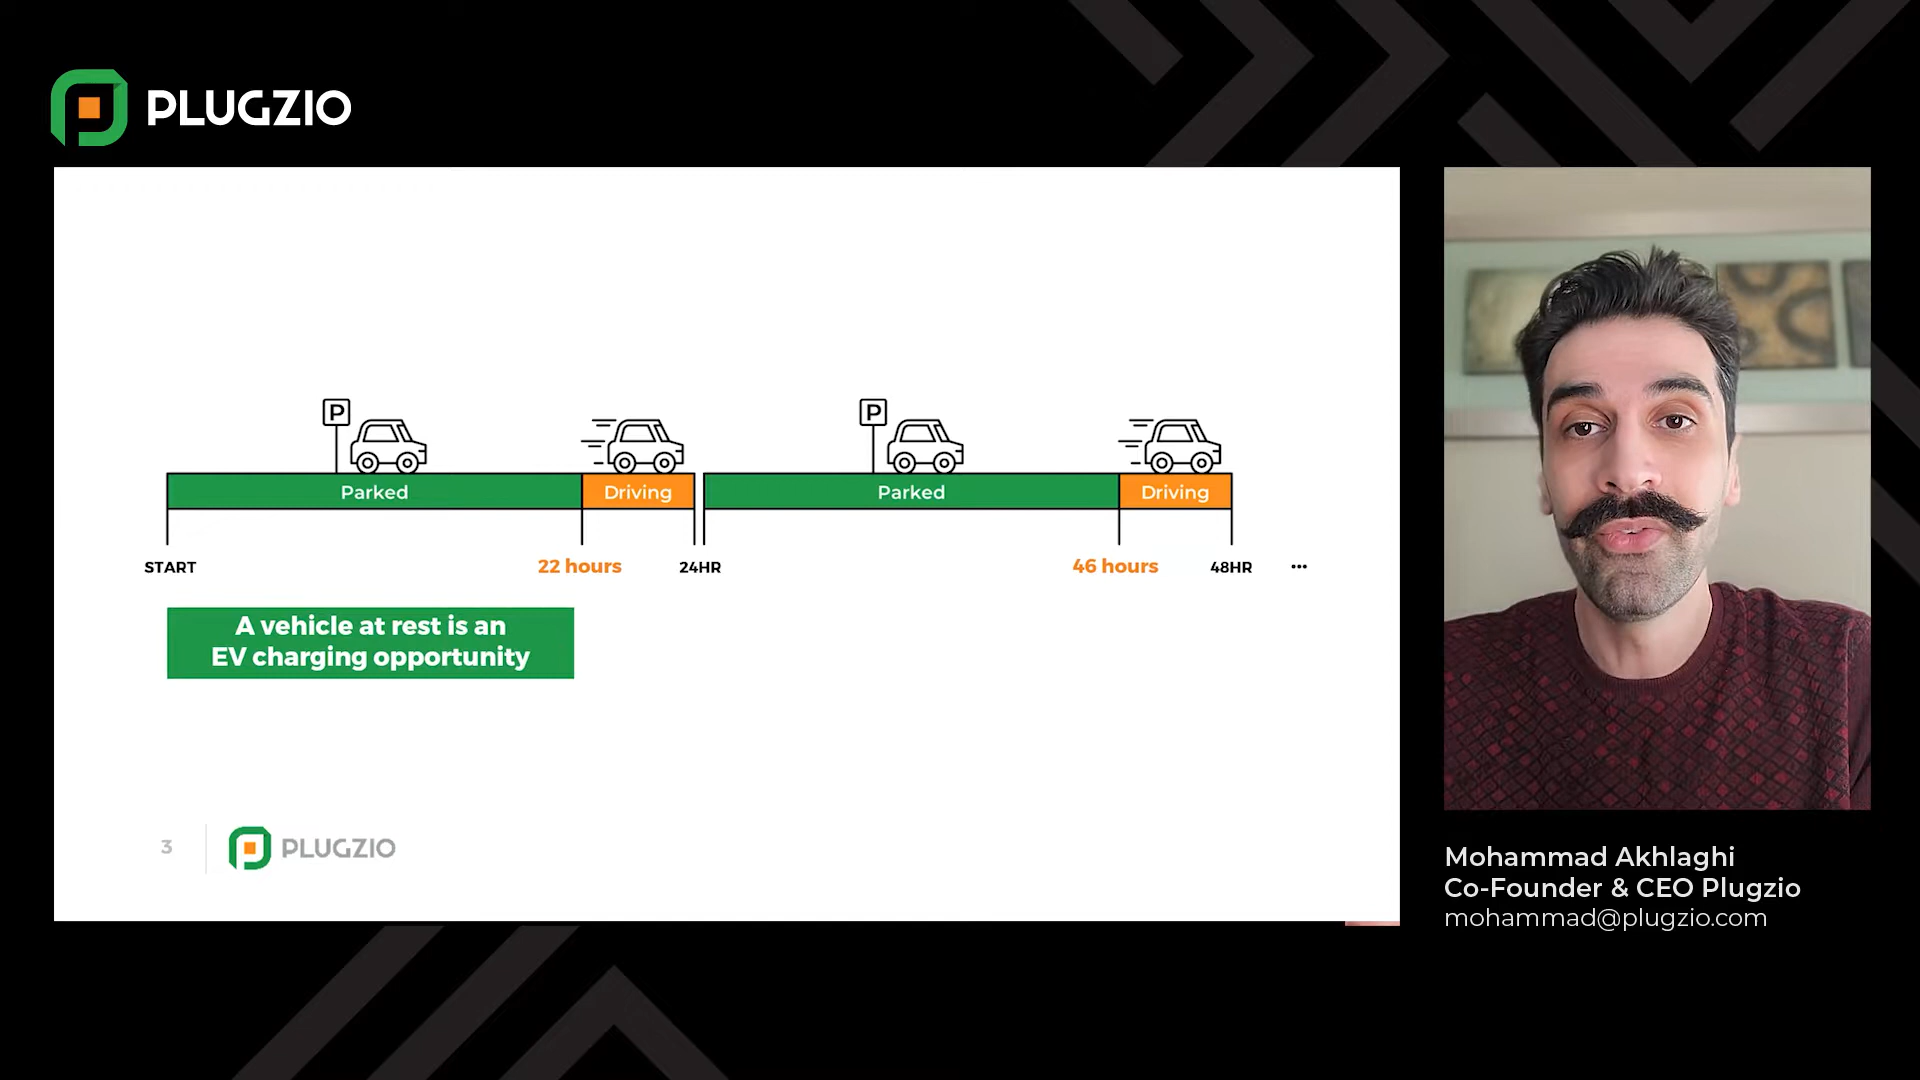 PLUGZIO
P
P
Parked
Driving
Parked
Driving
START
22 hours
24HR
46 hours
48HR
...
A vehicle at rest is an
EV charging opportunity
3
PLUGZIO
Mohammad Akhlaghi
Co-Founder & CEO Plugzio
mohammad@plugzio.com